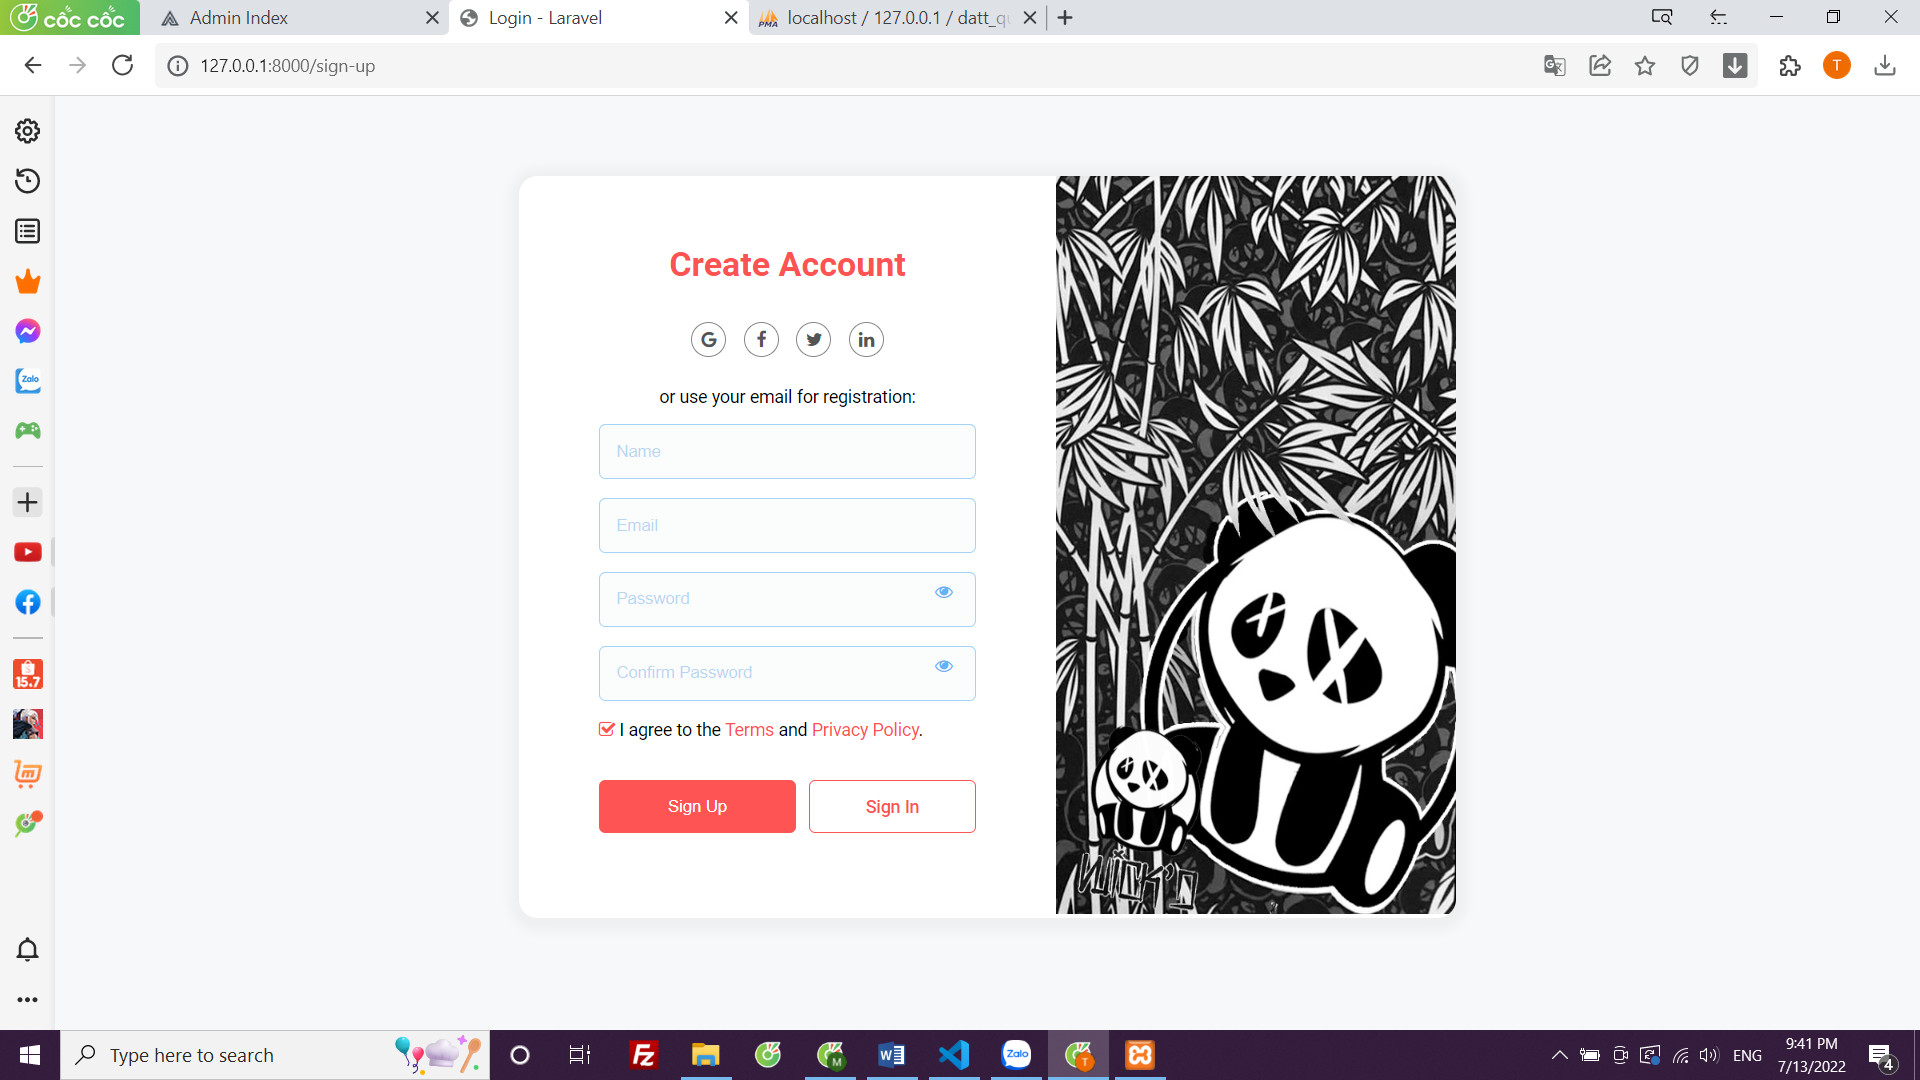 cốc cốc
Admin Index
Login - Laravel
localhost / 127.0.0.1 / datt_qu
127.0.0.1:8000/sign-up
T
Create Account
or use your email for registration:
Name
Email
Password
Confirm Password
I agree to the Terms and Privacy Policy.
Sign Up
Sign In
WICK'S
Zalo
15.7
Type here to search
Fz
M
W
Zalo
T
ENG
9:41 PM
7/13/2022
4